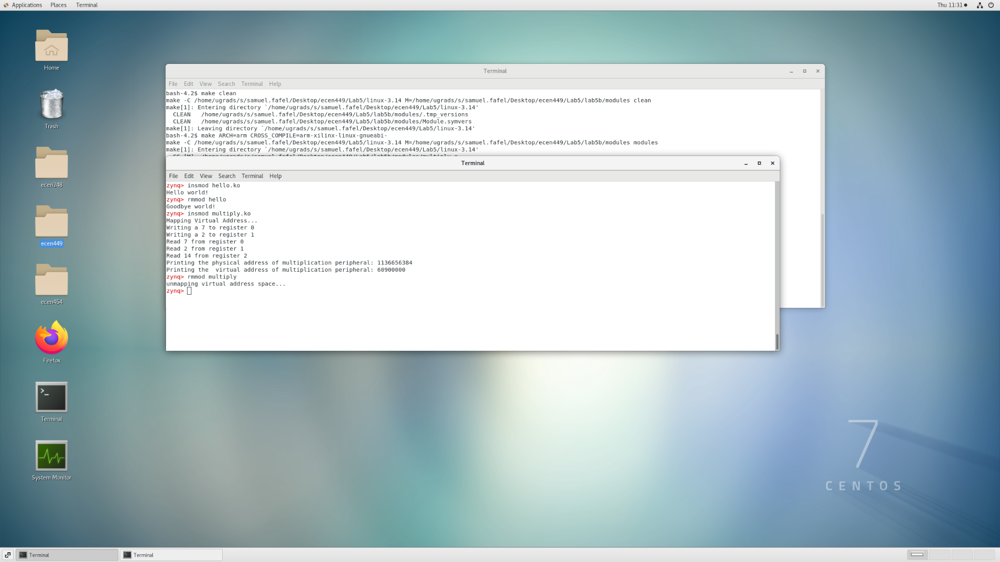 Applications Places Terminal Thu 11:31
Home
Trash
ecen248
ecen449
ecen454
Firefox
Terminal
System Monitor
Terminal
File Edit View Search Terminal Help
bash-4.2$ make clean
make -C /home/ugrads/s/samuel.fafel/Desktop/ecen449/Lab5/linux-3.14 M=/home/ugrads/s/samuel.fafel/Desktop/ecen449/Lab5/lab5b/modules clean
make[1]: Entering directory `/home/ugrads/s/samuel.fafel/Desktop/ecen449/Lab5/linux-3.14'
CLEAN /home/ugrads/s/samuel.fafel/Desktop/ecen449/Lab5/lab5b/modules/.tmp_versions
CLEAN /home/ugrads/s/samuel.fafel/Desktop/ecen449/Lab5/lab5b/modules/Module.symvers
make[1]: Leaving directory `/home/ugrads/s/samuel.fafel/Desktop/ecen449/Lab5/linux-3.14'
bash-4.2$ make ARCH=arm CROSS_COMPILE=arm-xilinx-linux-gnueabi-
make -C /home/ugrads/s/samuel.fafel/Desktop/ecen449/Lab5/linux-3.14 M=/home/ugrads/s/samuel.fafel/Desktop/ecen449/Lab5/lab5b/modules modules
make[1]: Entering directory `/home/ugrads/s/samuel.fafel/Desktop/ecen449/Lab5/linux-3.14'
Terminal
File Edit View Search Terminal Help
zynq> insmod hello.ko
Hello world!
zynq> rmmod hello
Goodbye world!
zynq> insmod multiply.ko
Mapping Virtual Address...
Writing a 7 to register 0
Writing a 2 to register 1
Read 7 from register 0
Read 2 from register 1
Read 14 from register 2
Printing the physical address of multiplication peripheral: 1136656384
Printing the  virtual address of multiplication peripheral: 60900000
zynq> rmmod multiply
unmapping virtual address space...
zynq>
7
CENTOS
Terminal Terminal